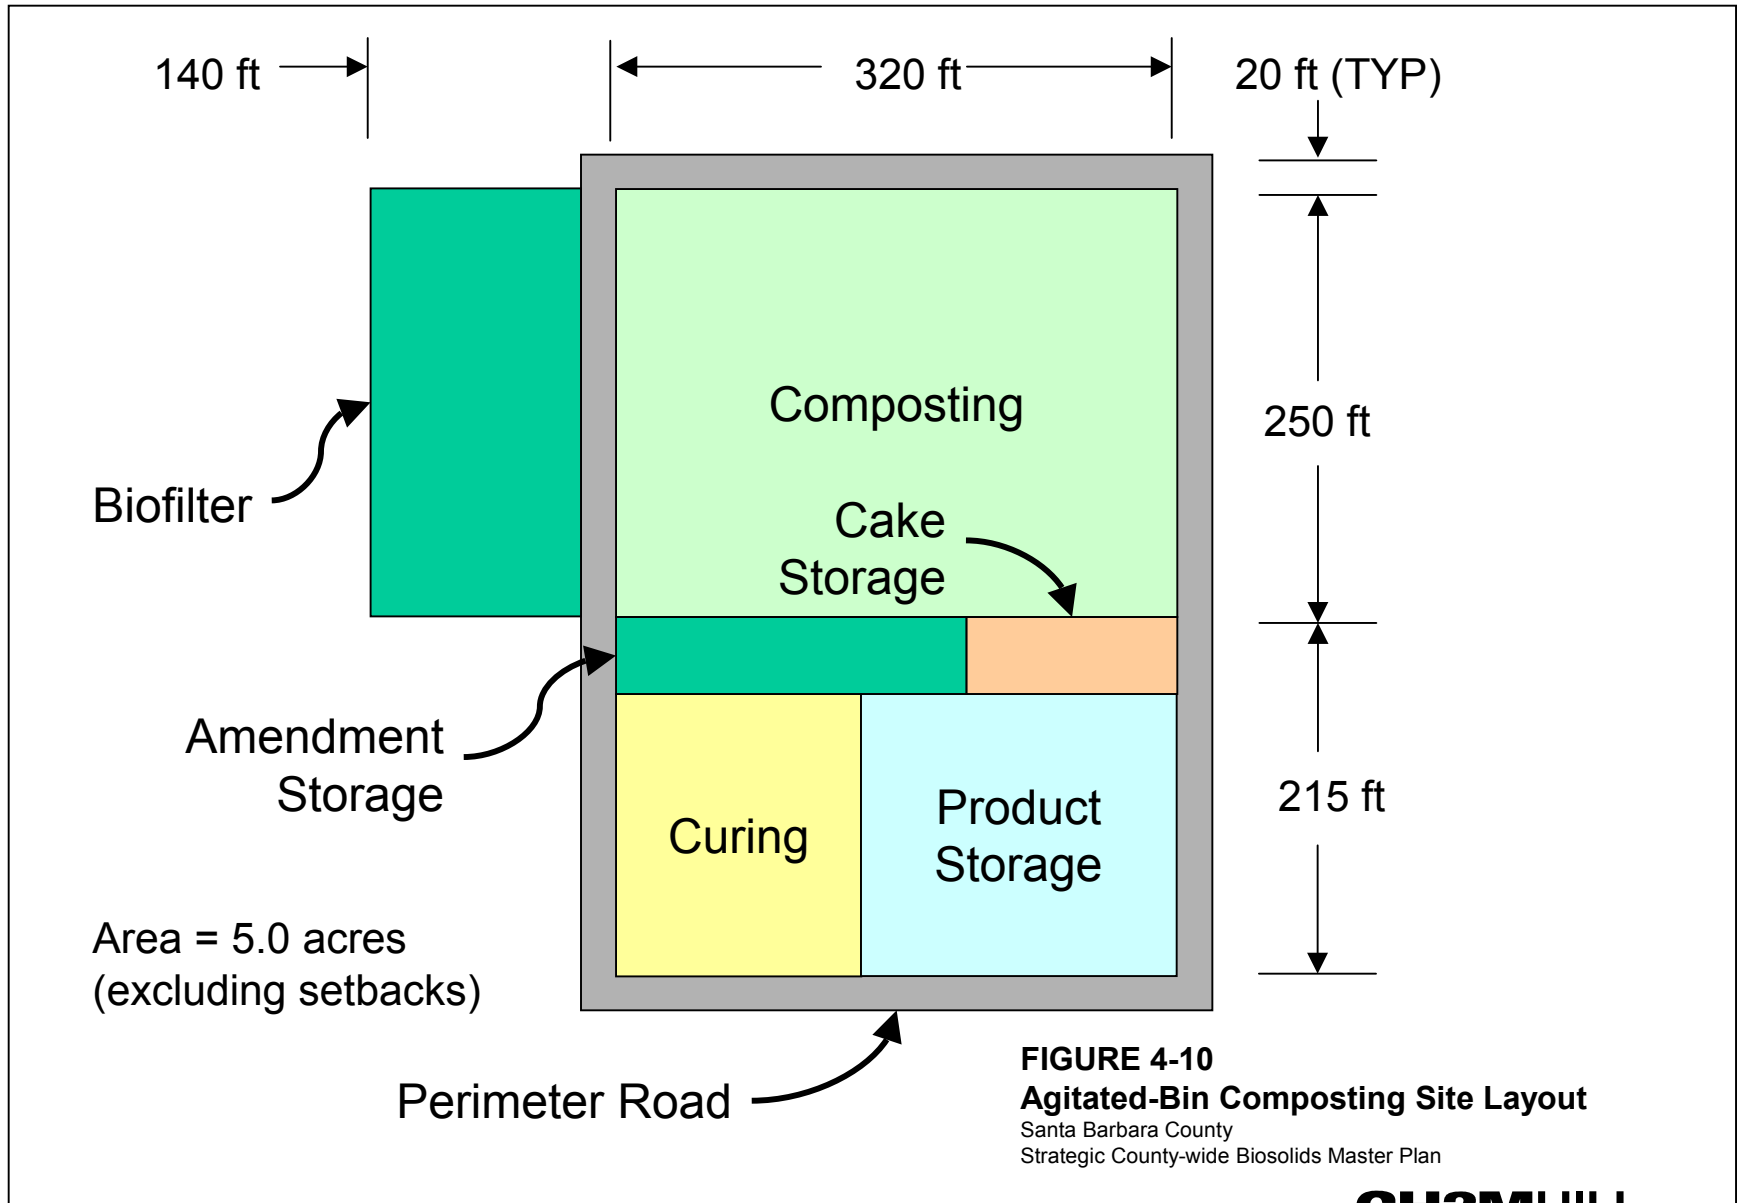 140 ft
320 ft
20 ft (TYP)
Composting
250 ft
Biofilter
Cake
Storage
Amendment
Storage
Curing
Product
Storage
215 ft
Area = 5.0 acres
(excluding setbacks)
Perimeter Road
FIGURE 4-10
Agitated-Bin Composting Site Layout
Santa Barbara County
Strategic County-wide Biosolids Master Plan